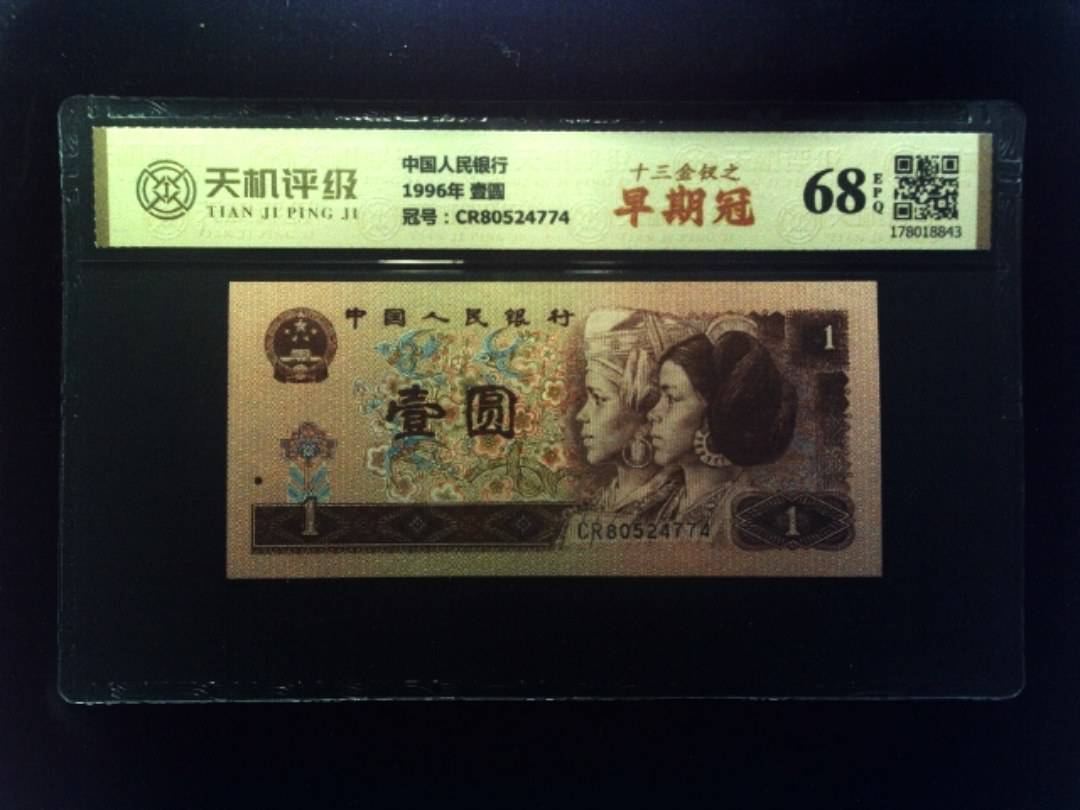 天机评级
TIAN JI PING JI
中国人民银行
1996年 壹圆
冠号：CR80524774
十三金钗之
早期冠
68
EPQ
178018843
中国人民银行
1
壹圆
1
CR80524774
1